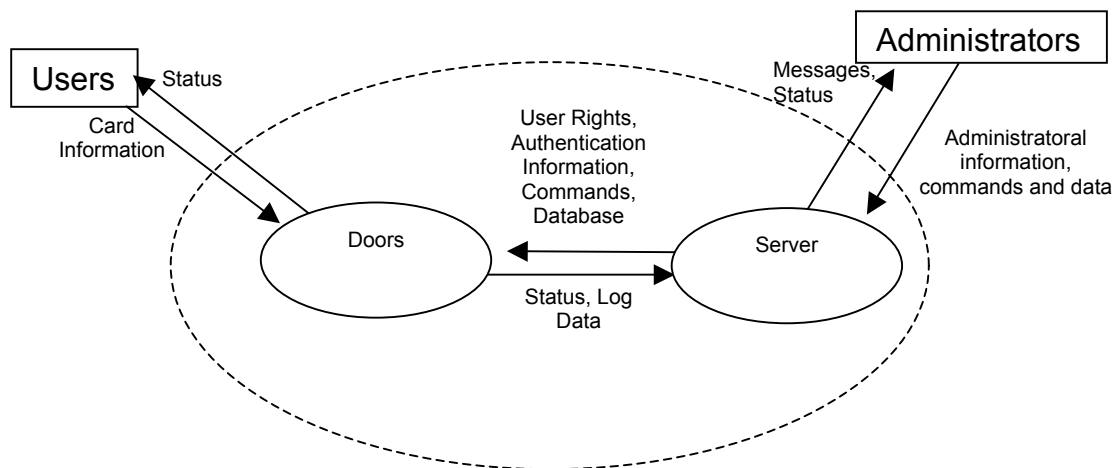 Administrators
Users
Status
Messages,
Status
Card
Information
User Rights,
Authentication
Information,
Commands,
Database
Administratoral
information,
commands and data
Doors
Server
Status, Log
Data